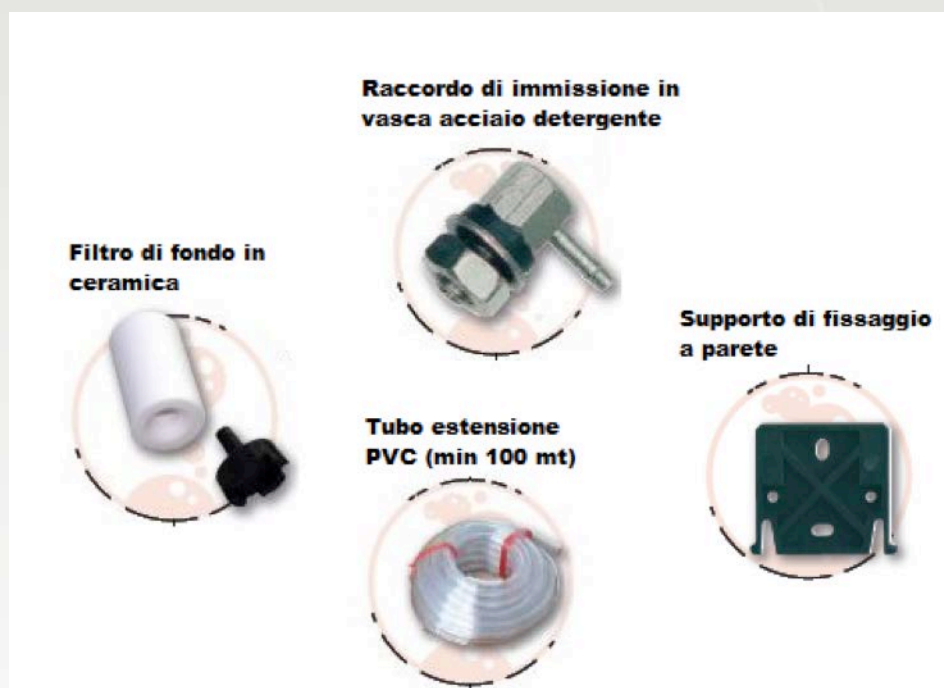 Raccordo di immissione in
vasca acciaio detergente
Filtro di fondo in
ceramica
Supporto di fissaggio
a parete
Tubo estensione
PVC (min 100 mt)